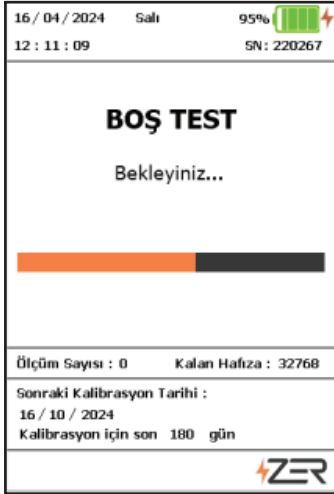 16 / 04 / 2024 Salı 95%
12 : 11 : 09 SN: 220267
BOŞ TEST
Bekleyiniz...
Ölçüm Sayısı : 0 Kalan Hafıza : 32768
Sonraki Kalibrasyon Tarihi :
16 / 10 / 2024
Kalibrasyon için son 180 gün
ZER